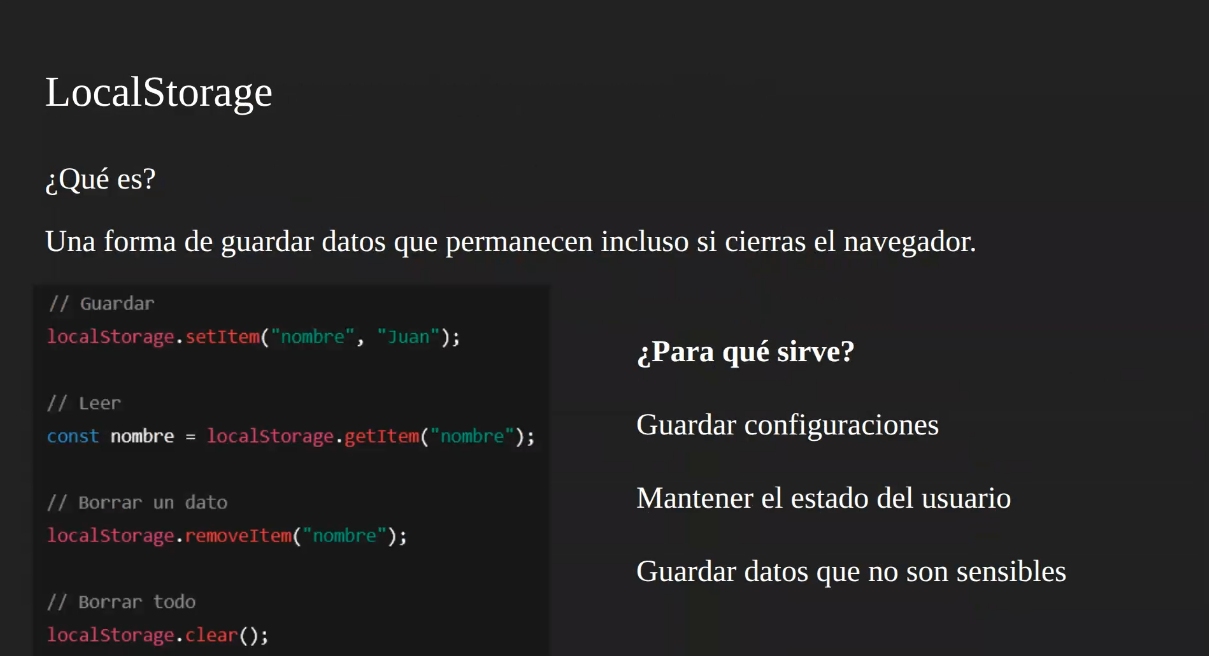 LocalStorage
¿Qué es?
Una forma de guardar datos que permanecen incluso si cierras el navegador.
// Guardar
localStorage.setItem("nombre", "Juan");
// Leer
const nombre = localStorage.getItem("nombre");
// Borrar un dato
localStorage.removeItem("nombre");
// Borrar todo
localStorage.clear();
¿Para qué sirve?
Guardar configuraciones
Mantener el estado del usuario
Guardar datos que no son sensibles